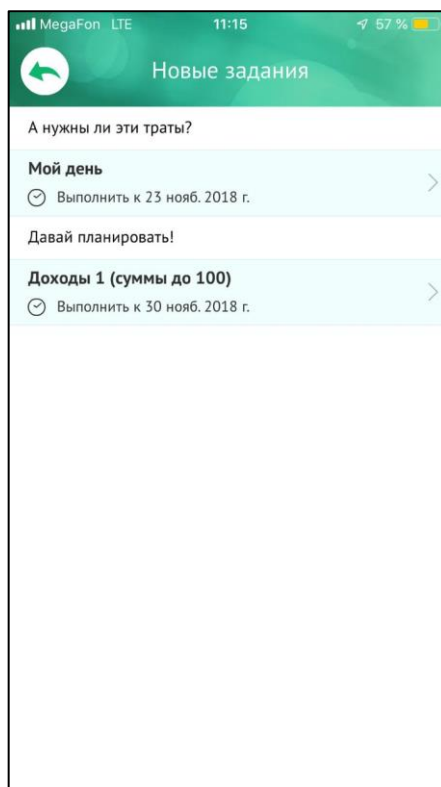 MegaFon LTE 11:15 57 %
Новые задания
А нужны ли эти траты?
Мой день
Выполнить к 23 нояб. 2018 г.
Давай планировать!
Доходы 1 (суммы до 100)
Выполнить к 30 нояб. 2018 г.